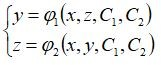 y = φ₁(x, z, C₁, C₂)
z = φ₂(x, y, C₁, C₂)